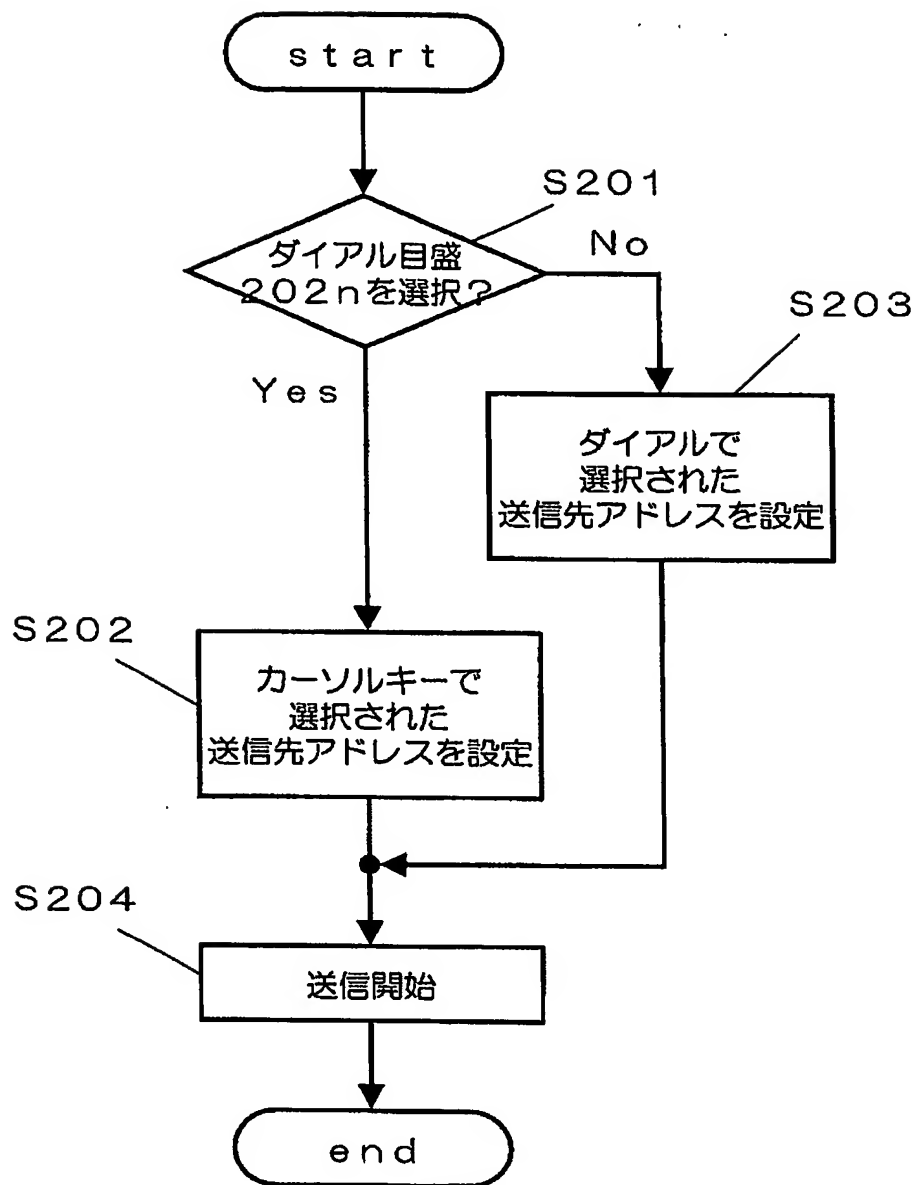 start
S201
ダイアル目盛
202nを選択?
No
S203
Yes
ダイアルで
選択された
送信先アドレスを設定
S202
カーソルキーで
選択された
送信先アドレスを設定
S204
送信開始
end